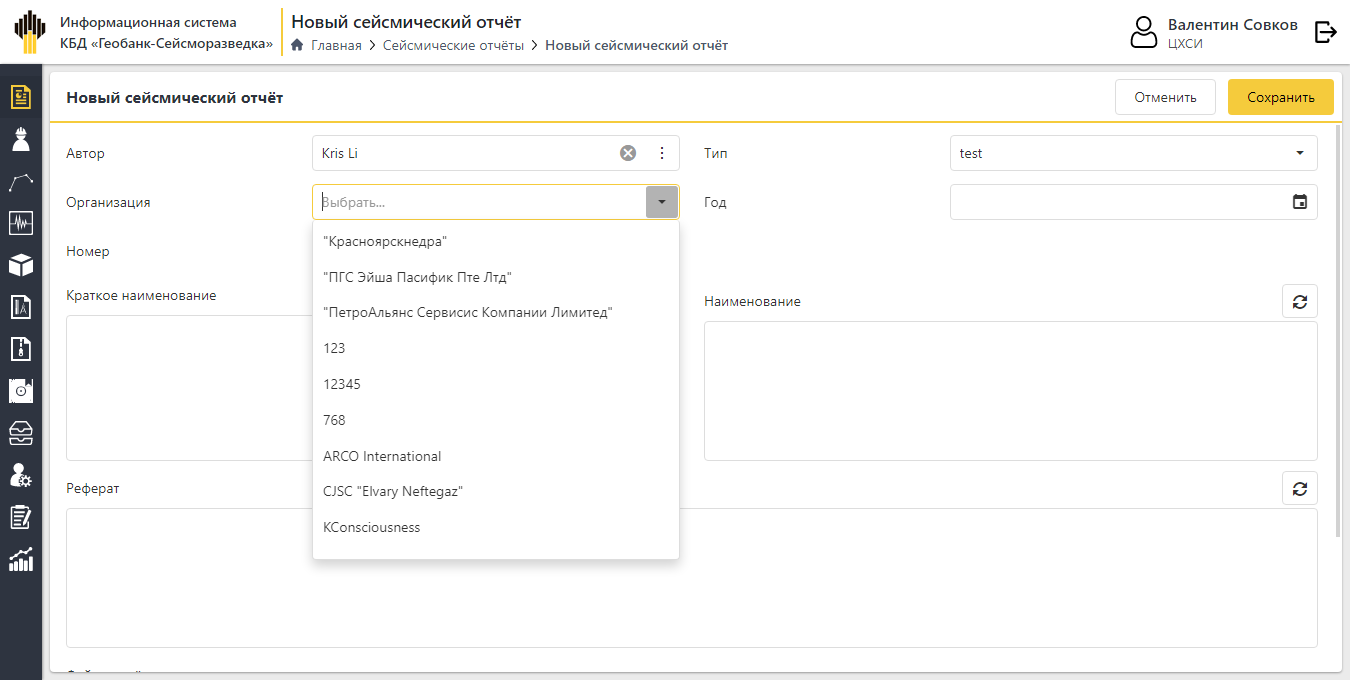 Информационная система
КБД «Геобанк-Сейсморазведка»
Новый сейсмический отчёт
Главная > Сейсмические отчёты > Новый сейсмический отчёт
Валентин Совков
ЦХСИ
Новый сейсмический отчёт
Отменить
Сохранить
Автор
Kris Li
Тип
test
Организация
Выбрать...
Год
Номер
"Красноярскнедра"
"ПГС Эйша Пасифик Пте Лтд"
"ПетроАльянс Сервисис Компании Лимитед"
123
12345
768
ARCO International
CJSC "Elvary Neftegaz"
KConsciousness
Краткое наименование
Наименование
Реферат